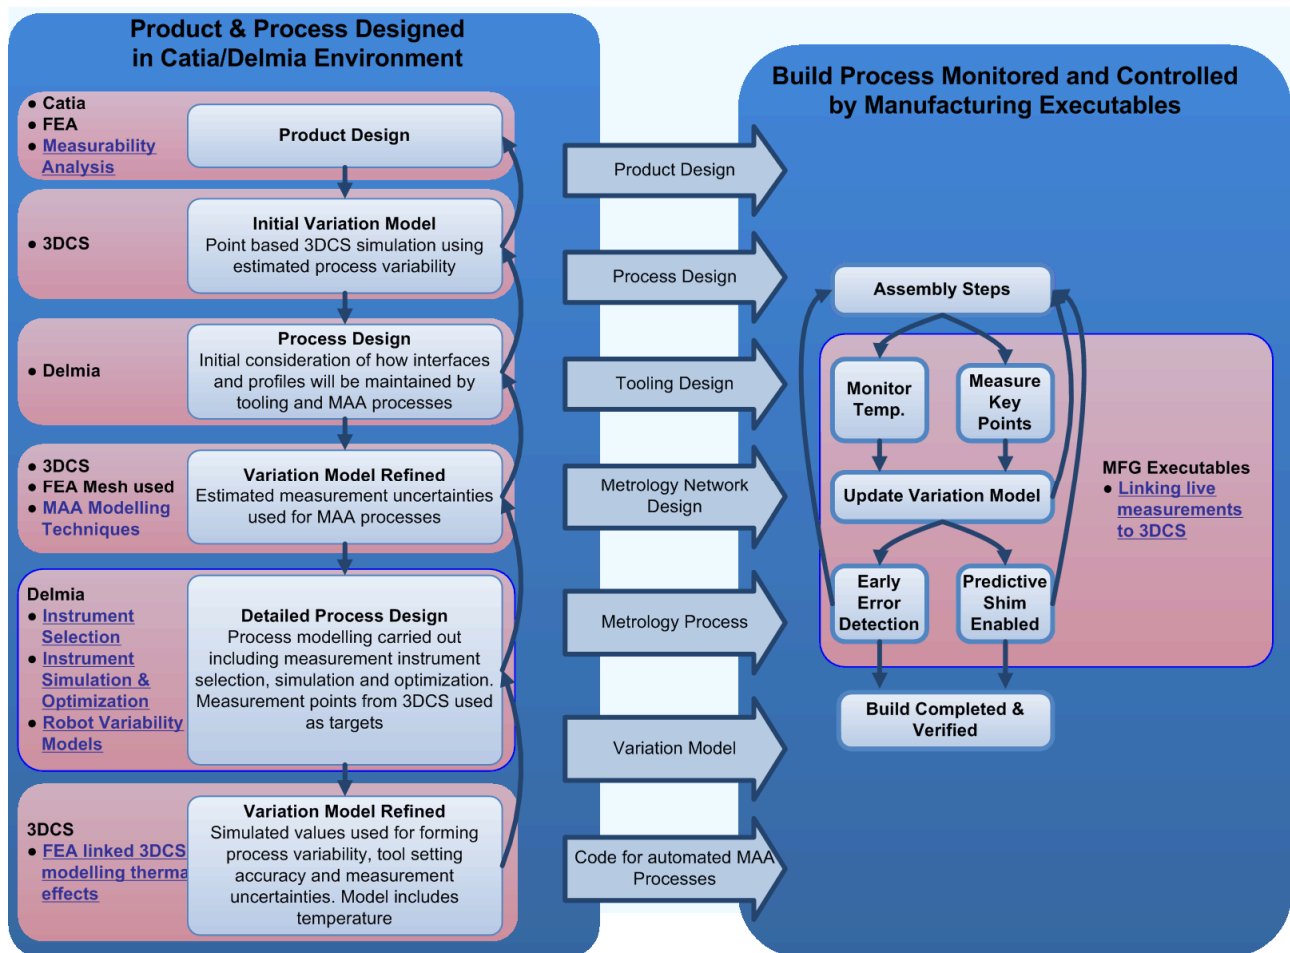 Product & Process Designed
in Catia/Delmia Environment
● Catia
● FEA
● Measurability
Analysis
Product Design
● 3DCS
Initial Variation Model
Point based 3DCS simulation using
estimated process variability
● Delmia
Process Design
Initial consideration of how interfaces
and profiles will be maintained by
tooling and MAA processes
● 3DCS
● FEA Mesh used
● MAA Modelling
Techniques
Variation Model Refined
Estimated measurement uncertainties
used for MAA processes
Delmia
● Instrument
Selection
● Instrument
Simulation &
Optimization
● Robot Variability
Models
Detailed Process Design
Process modelling carried out
including measurement instrument
selection, simulation and optimization.
Measurement points from 3DCS used
as targets
3DCS
● FEA linked 3DCS
modelling therma
effects
Variation Model Refined
Simulated values used for forming
process variability, tool setting
accuracy and measurement
uncertainties. Model includes
temperature
Product Design
Process Design
Tooling Design
Metrology Network
Design
Metrology Process
Variation Model
Code for automated MAA
Processes
Build Process Monitored and Controlled
by Manufacturing Executables
Assembly Steps
Monitor
Temp.
Measure
Key
Points
Update Variation Model
Early
Error
Detection
Predictive
Shim
Enabled
MFG Executables
● Linking live
measurements
to 3DCS
Build Completed &
Verified